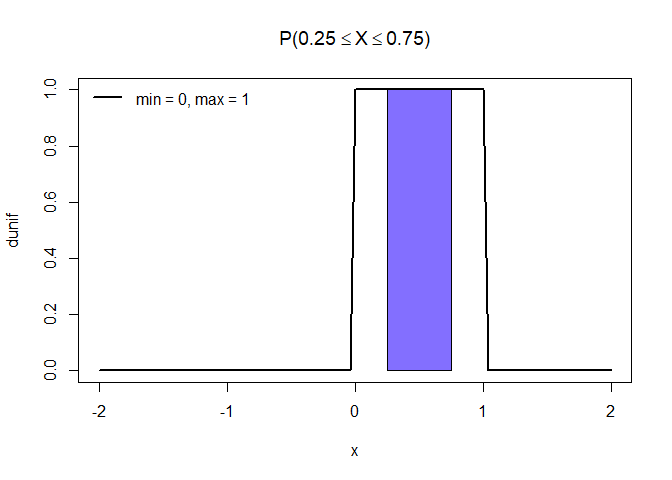 P(0.25 ≤ X ≤ 0.75)
min = 0, max = 1
dunif
1.0
0.8
0.6
0.4
0.2
0.0
-2 -1 0 1 2
x